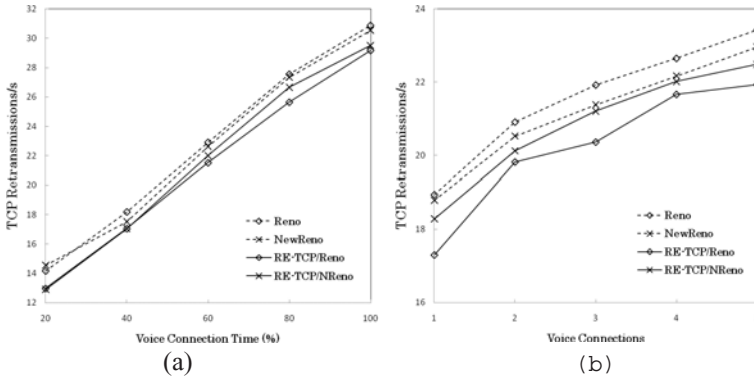 TCP Retransmissions/s
32
30
28
26
24
22
20
18
16
14
12
20
40
60
80
100
Reno
NewReno
RE-TCP/Reno
RE-TCP/NReno
Voice Connection Time (%)
(a)
TCP Retransmissions/s
24
22
20
18
16
1
2
3
4
Reno
NewReno
RE-TCP/Reno
RE-TCP/NReno
Voice Connections
(b)